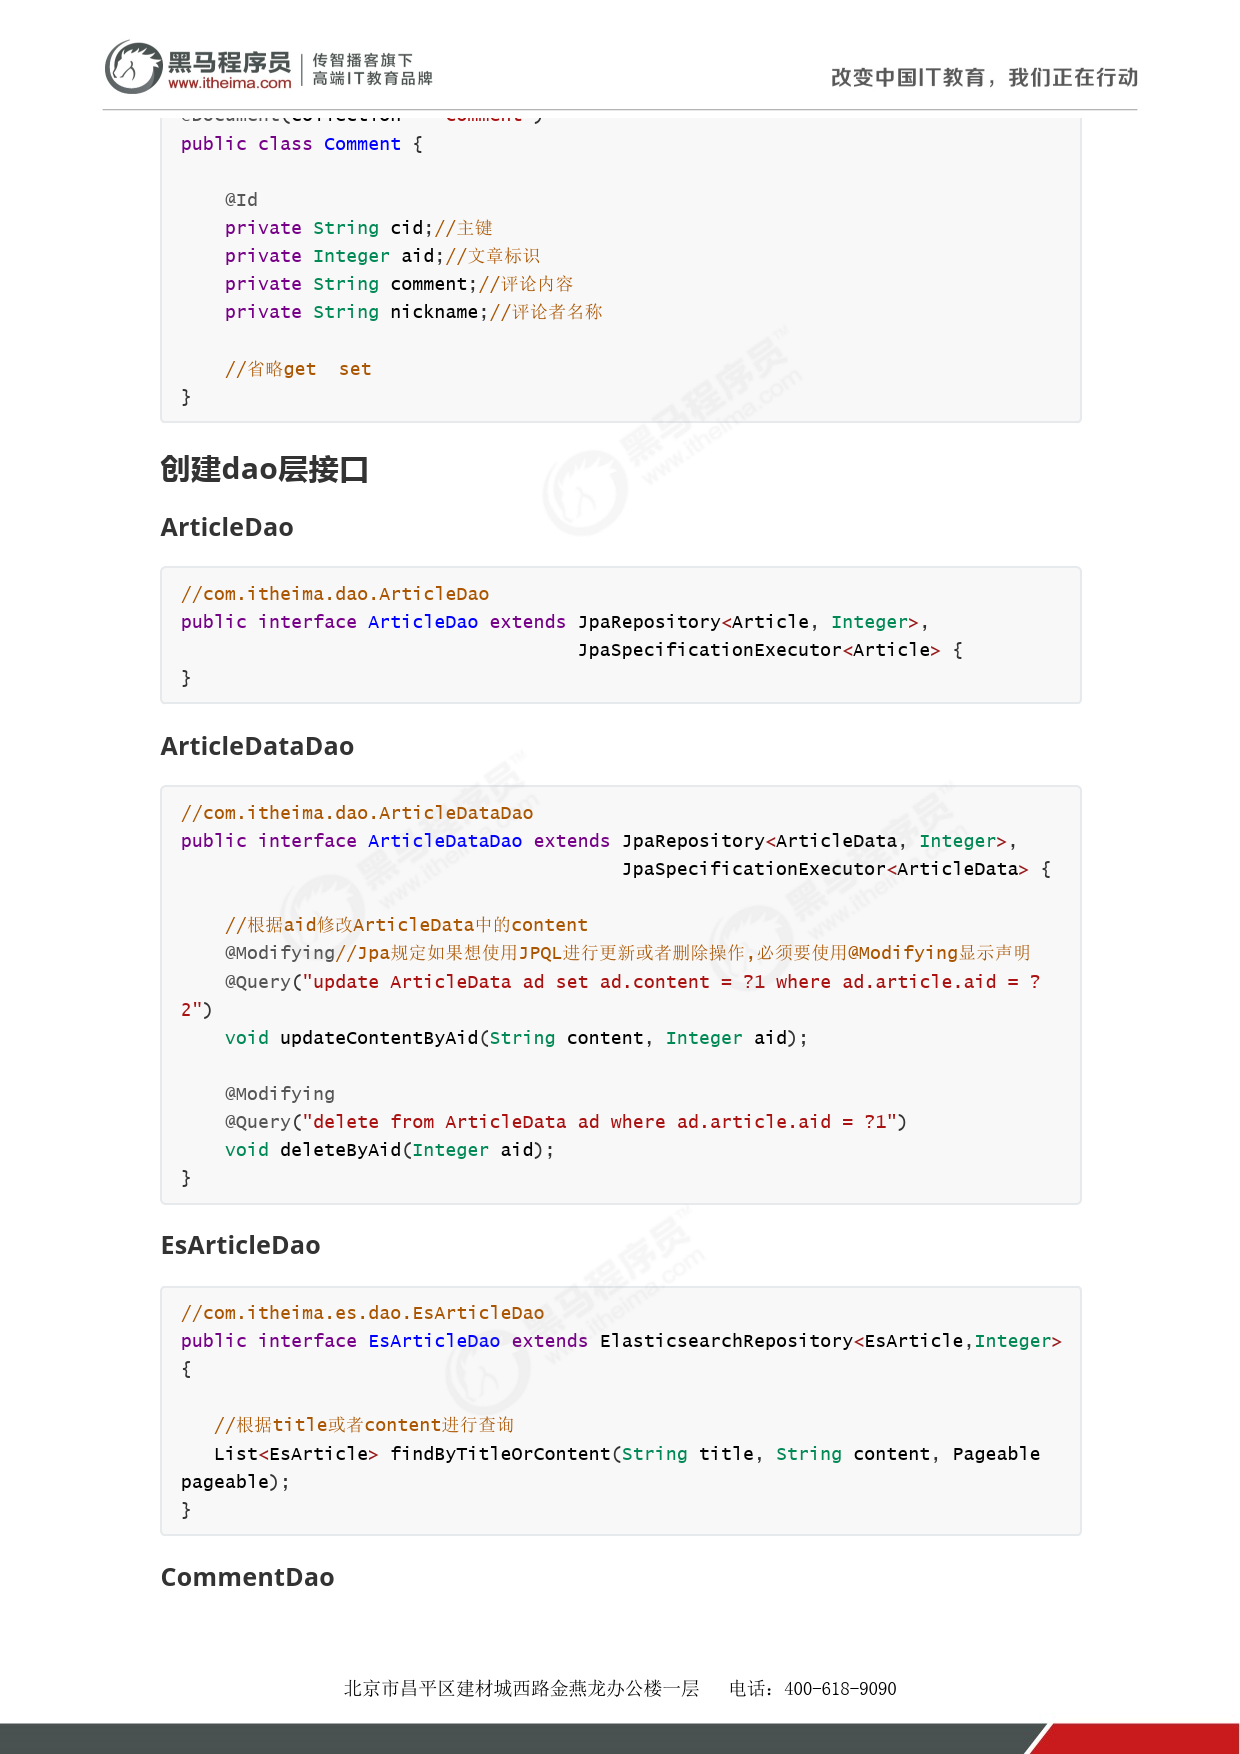 黑马程序员
www.itheima.com
传智播客旗下
高端IT教育品牌
改变中国IT教育，我们正在行动
public class Comment {
@Id
private String cid;//主键
private Integer aid;//文章标识
private String comment;//评论内容
private String nickname;//评论者名称
//省略get  set
}
创建dao层接口
ArticleDao
//com.itheima.dao.ArticleDao
public interface ArticleDao extends JpaRepository<Article, Integer>,
JpaSpecificationExecutor<Article> {
}
ArticleDataDao
//com.itheima.dao.ArticleDataDao
public interface ArticleDataDao extends JpaRepository<ArticleData, Integer>,
JpaSpecificationExecutor<ArticleData> {
//根据aid修改ArticleData中的content
@Modifying//Jpa规定如果想使用JPQL进行更新或者删除操作,必须要使用@Modifying显示声明
@Query("update ArticleData ad set ad.content = ?1 where ad.article.aid = ?
2")
void updateContentByAid(String content, Integer aid);
@Modifying
@Query("delete from ArticleData ad where ad.article.aid = ?1")
void deleteByAid(Integer aid);
}
EsArticleDao
//com.itheima.es.dao.EsArticleDao
public interface EsArticleDao extends ElasticsearchRepository<EsArticle,Integer>
{
//根据title或者content进行查询
List<EsArticle> findByTitleOrContent(String title, String content, Pageable
pageable);
}
CommentDao
北京市昌平区建材城西路金燕龙办公楼一层 电话：400-618-9090